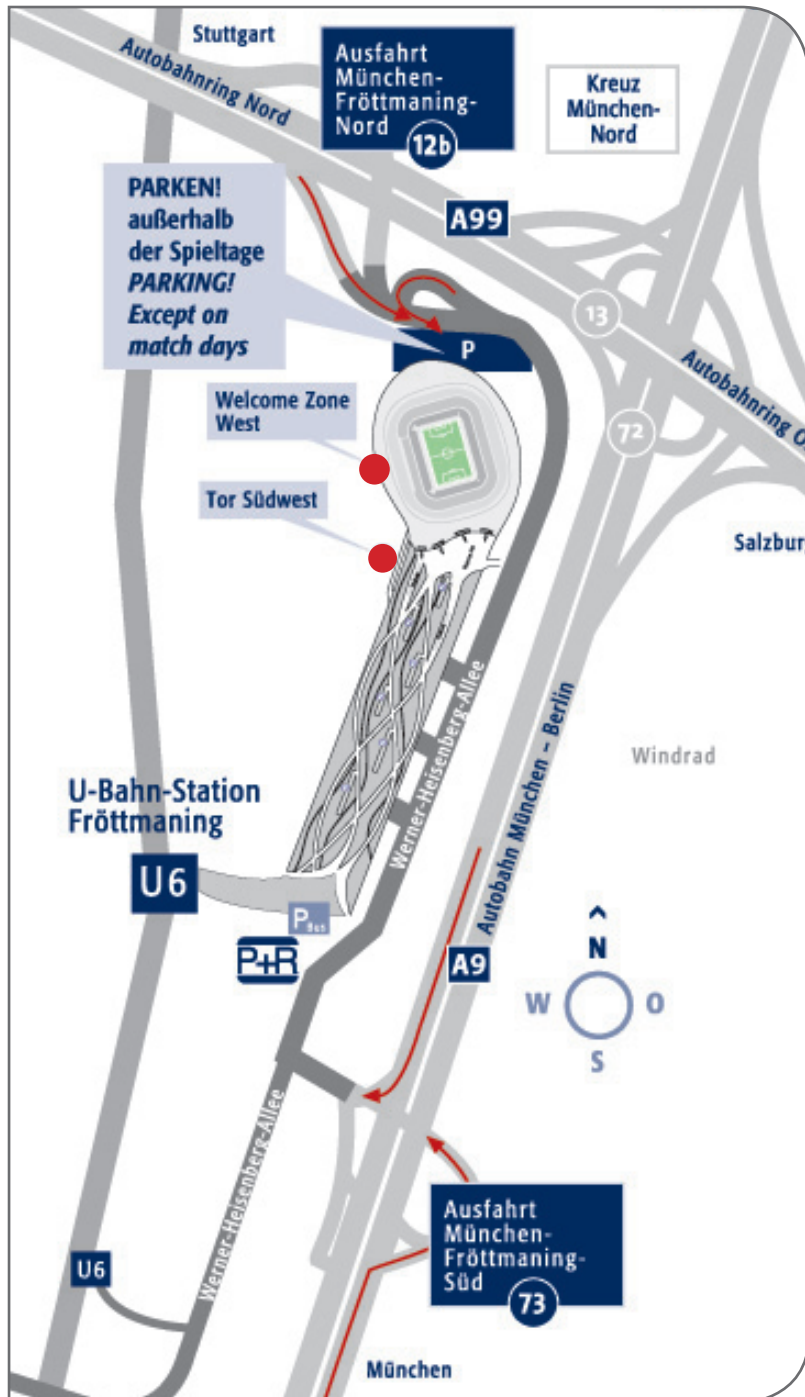 Stuttgart
Autobahnring Nord
Ausfahrt
München-
Fröttmaning-
Nord
12b
Kreuz
München-
Nord
PARKEN!
außerhalb
der Spieltage
PARKING!
Except on
match days
A99
13
P
Autobahnring O
72
Welcome Zone
West
Tor Südwest
Salzburg
Werner-Heisenberg-Allee
Autobahn München – Berlin
Windrad
U-Bahn-Station
Fröttmaning
U6
P Bus
P+R
A9
N
W
O
S
Werner-Heisenberg-Allee
Ausfahrt
München-
Fröttmaning-
Süd
73
U6
München